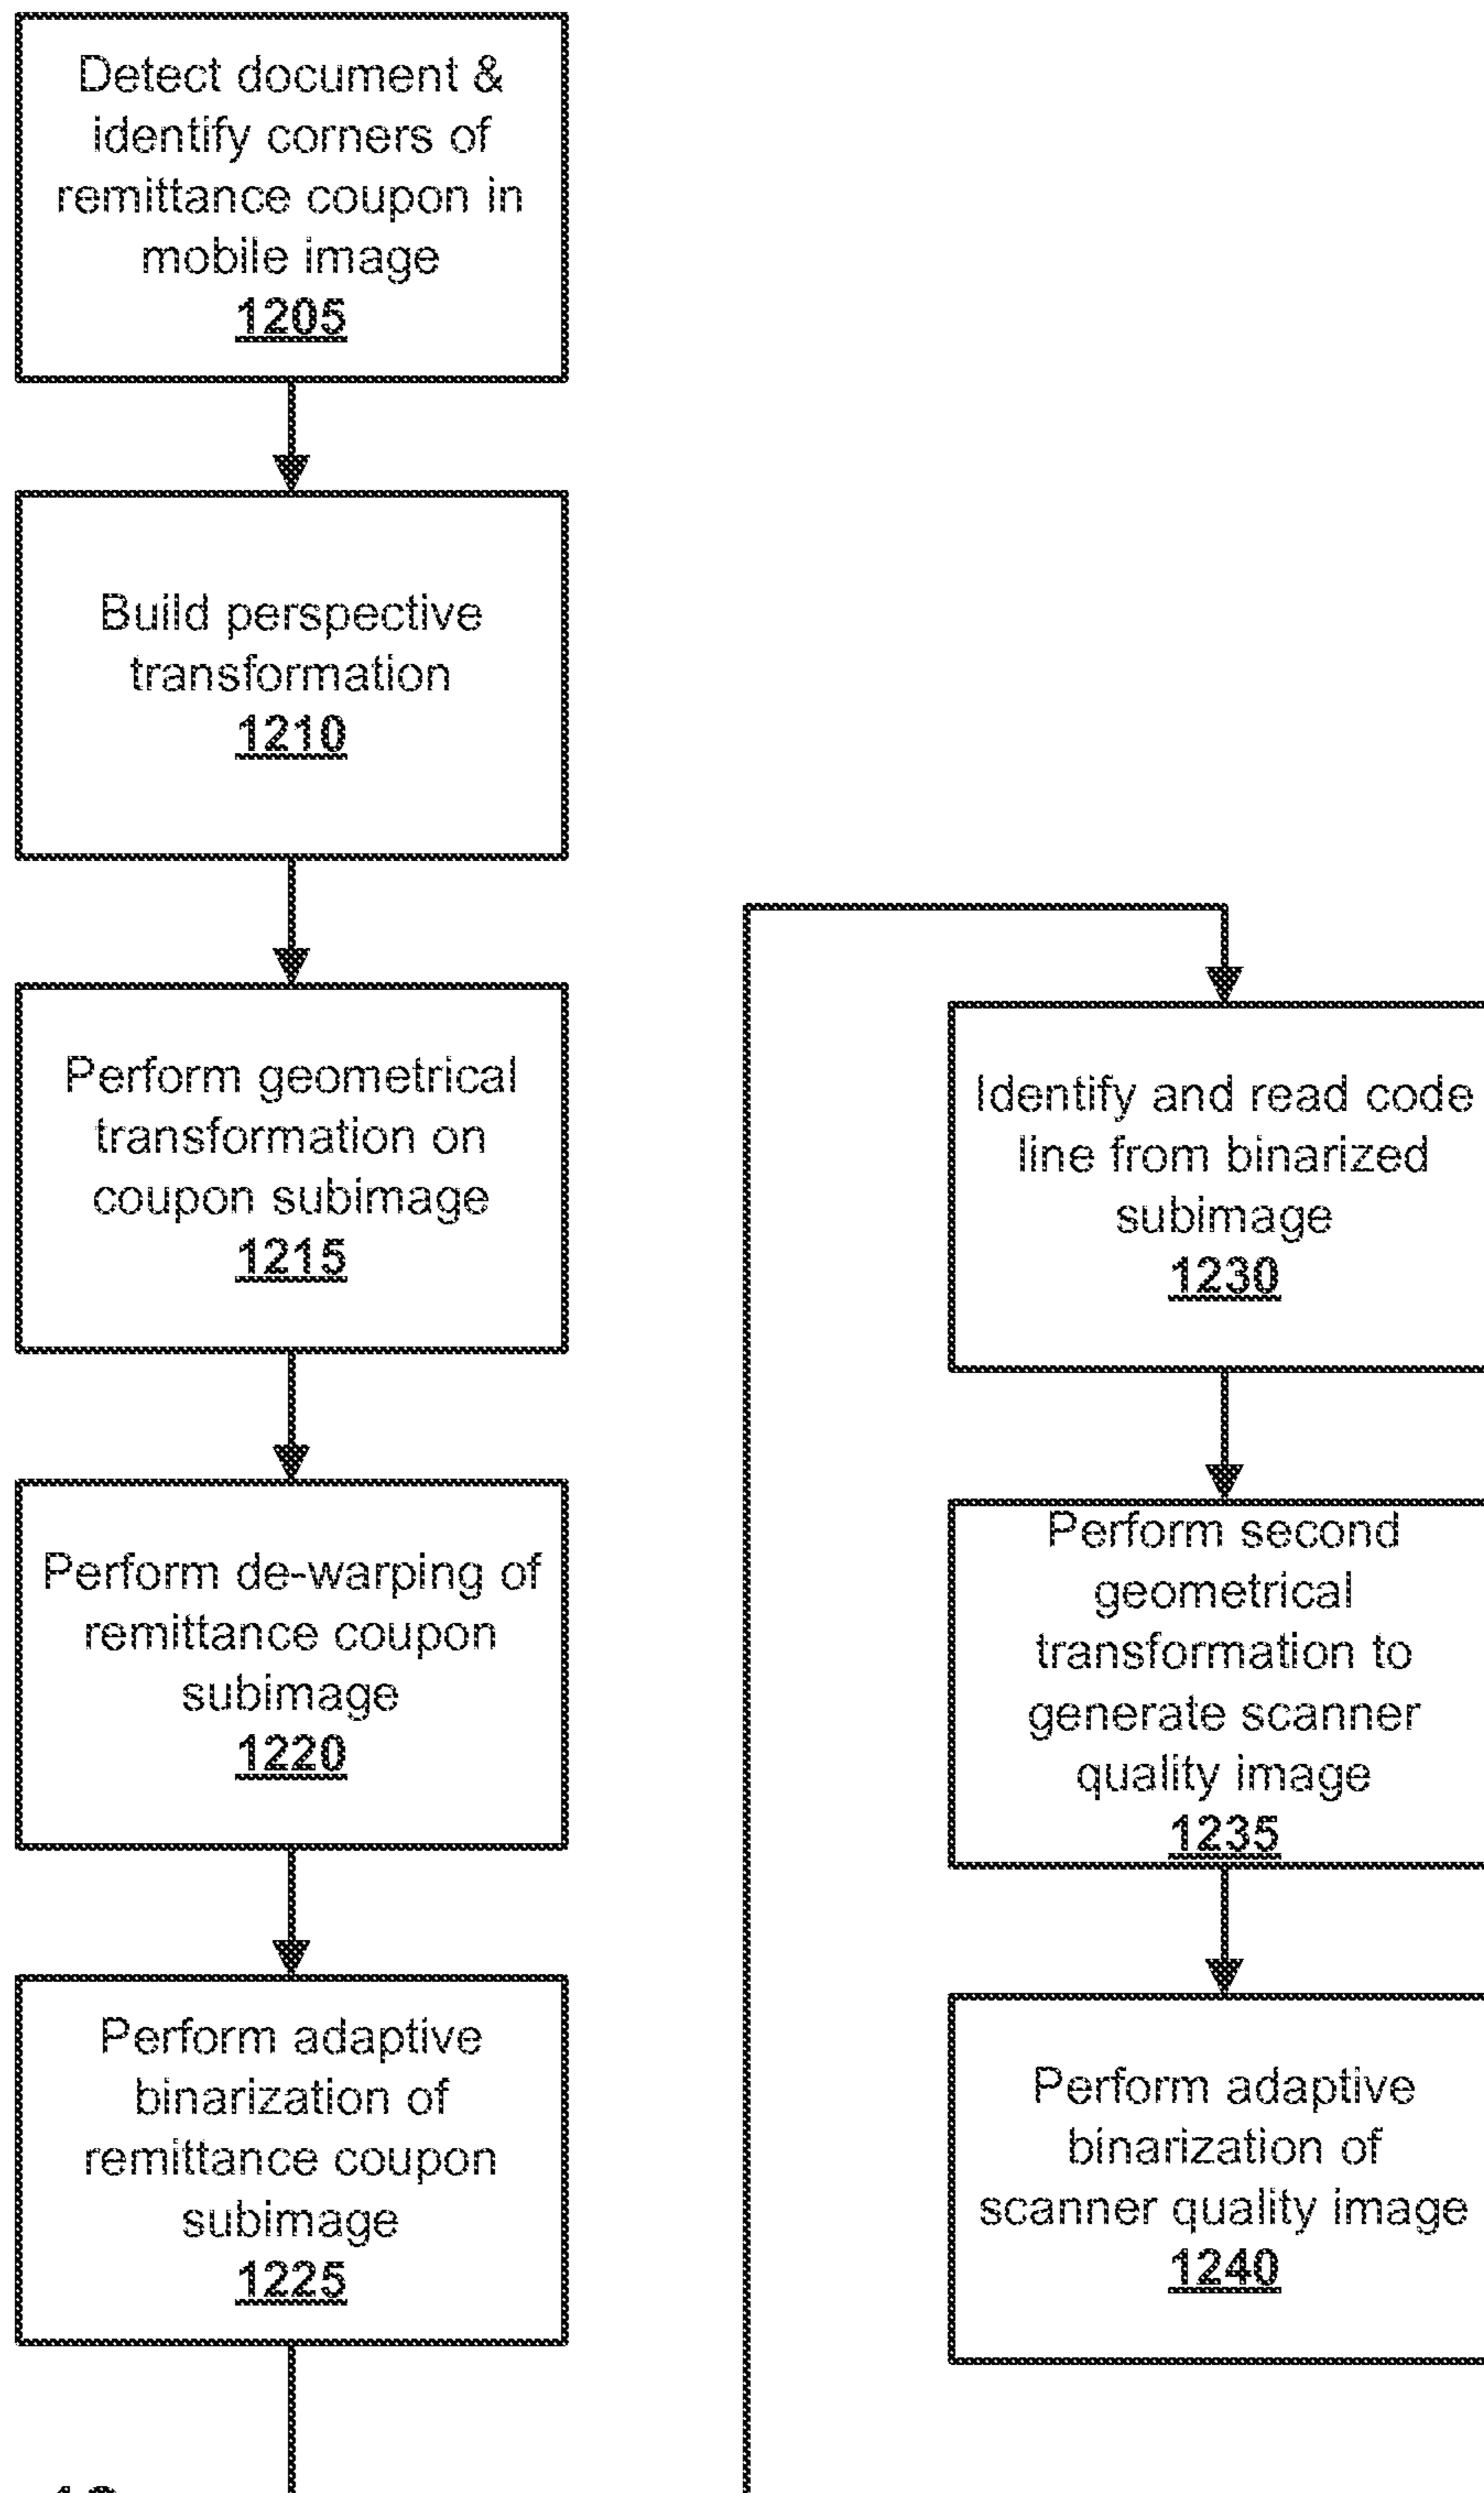 Detect document &
identify corners of
remittance coupon in
mobile image
1205
Build perspective
transformation
1210
Perform geometrical
transformation on
coupon subimage
1215
Perform de-warping of
remittance coupon
subimage
1220
Perform adaptive
binarization of
remittance coupon
subimage
1225
Identify and read code
line from binarized
subimage
1230
Perform second
geometrical
transformation to
generate scanner
quality image
1235
Perform adaptive
binarization of
scanner quality image
1240